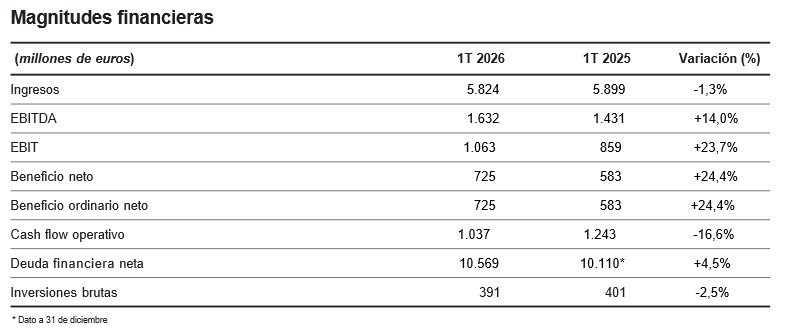 Magnitudes financieras
(millones de euros) 1T 2026 1T 2025 Variación (%)
Ingresos 5.824 5.899 -1,3%
EBITDA 1.632 1.431 +14,0%
EBIT 1.063 859 +23,7%
Beneficio neto 725 583 +24,4%
Beneficio ordinario neto 725 583 +24,4%
Cash flow operativo 1.037 1.243 -16,6%
Deuda financiera neta 10.569 10.110* +4,5%
Inversiones brutas 391 401 -2,5%
* Dato a 31 de diciembre